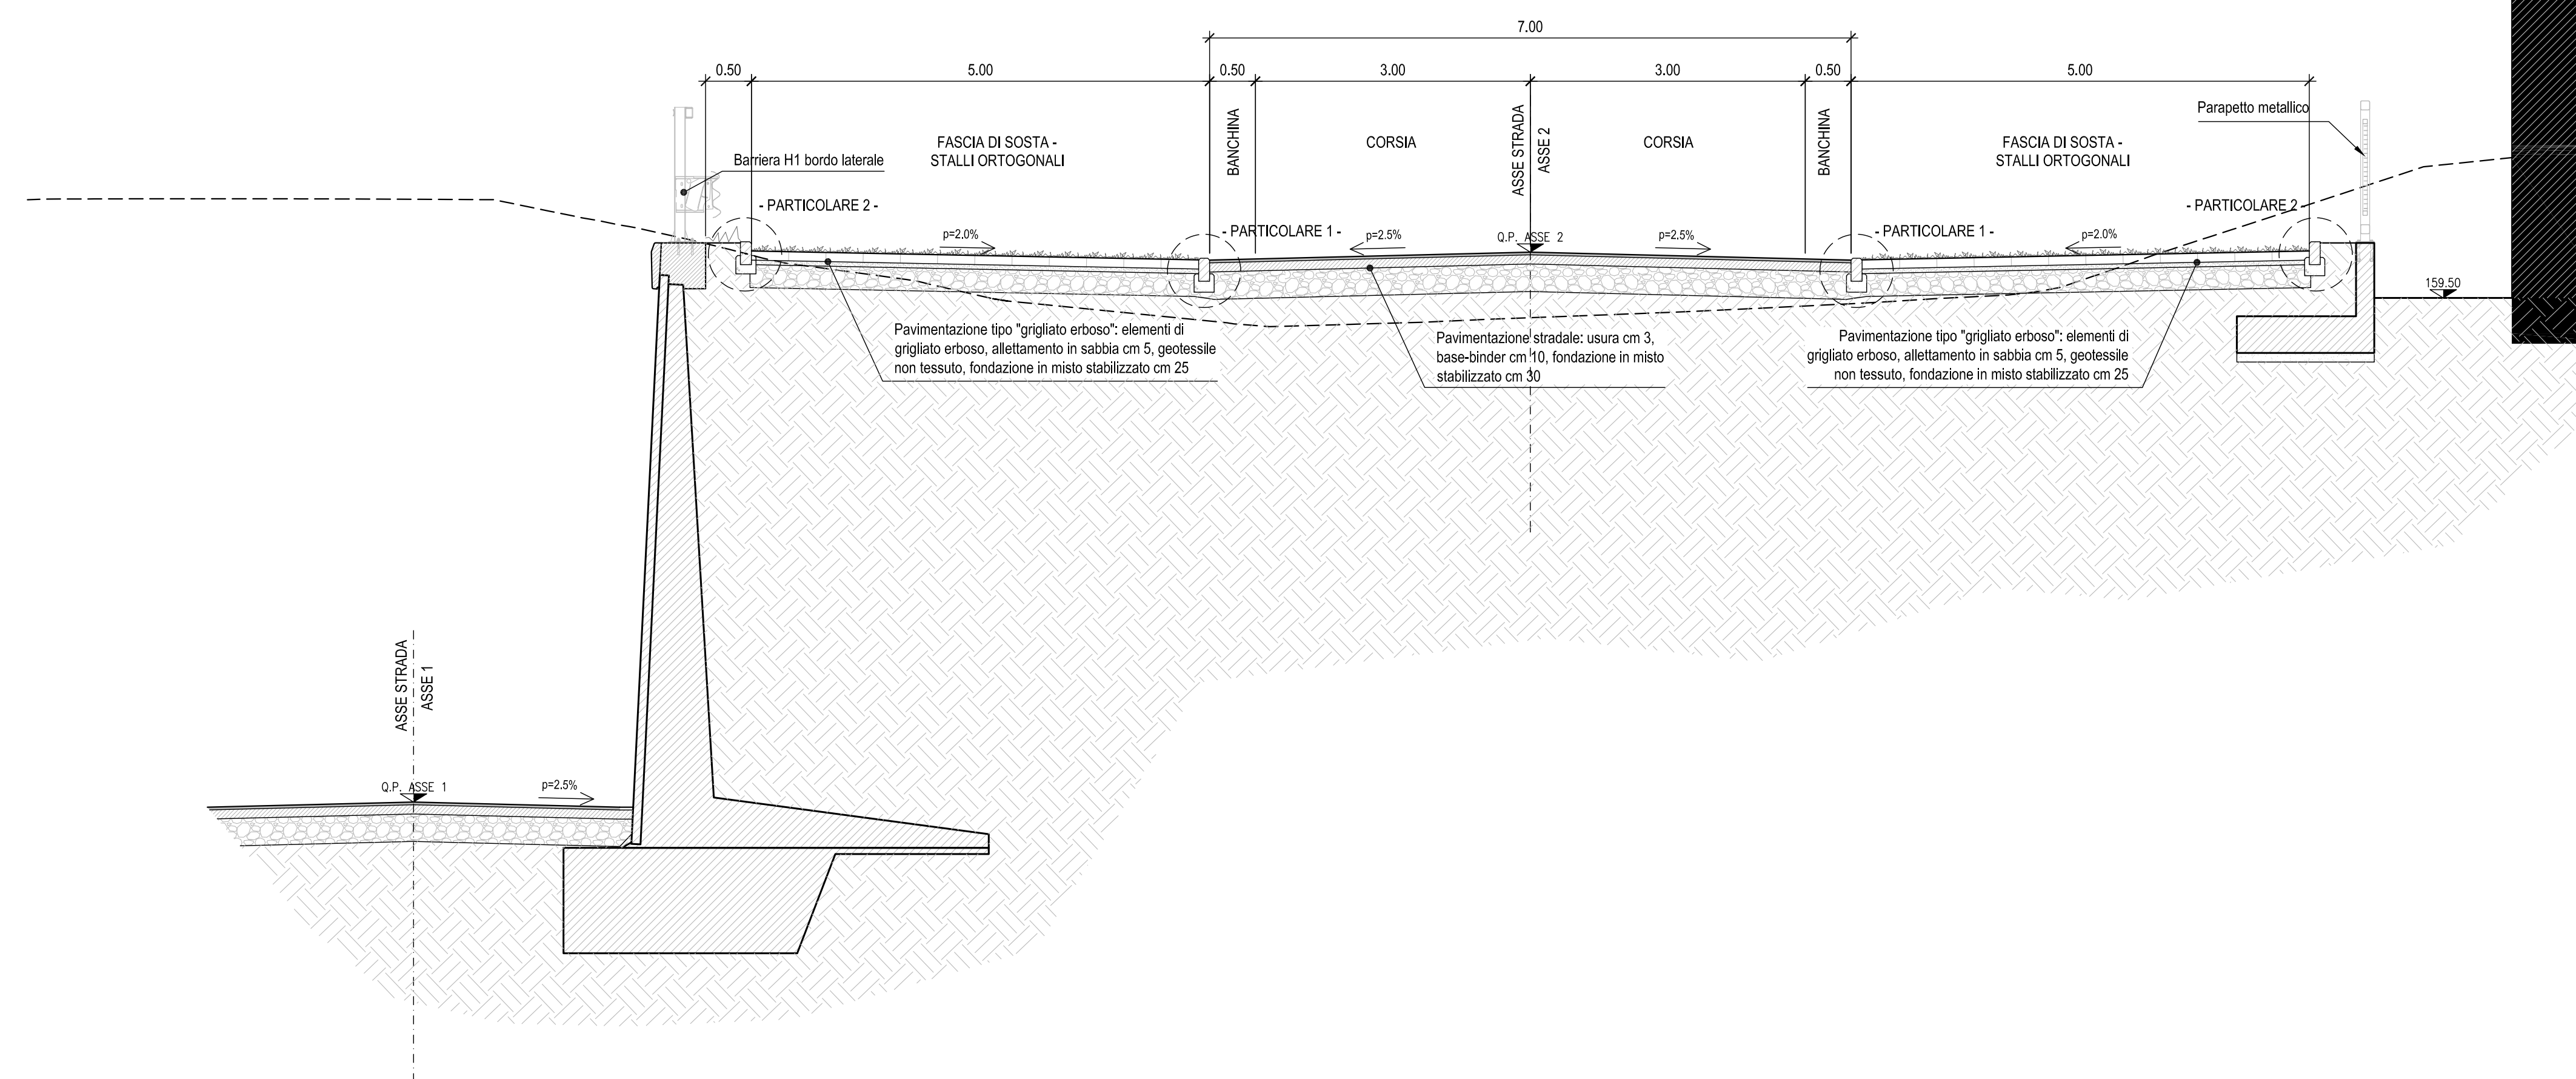 7.00
0.50
5.00
0.50
3.00
3.00
0.50
5.00
Parapetto metallico
BANCHINA
ASSE STRADA
ASSE 2
BANCHINA
FASCIA DI SOSTA -
STALLI ORTOGONALI
CORSIA
CORSIA
FASCIA DI SOSTA -
STALLI ORTOGONALI
Barriera H1 bordo laterale
- PARTICOLARE 2 -
- PARTICOLARE 2 -
- PARTICOLARE 1 -
- PARTICOLARE 1 -
p=2.0%
p=2.5%
Q.P. ASSE 2
p=2.5%
p=2.0%
159.50
Pavimentazione tipo "grigliato erboso": elementi di
grigliato erboso, allettamento in sabbia cm 5, geotessile
non tessuto, fondazione in misto stabilizzato cm 25
Pavimentazione stradale: usura cm 3,
base-binder cm 10, fondazione in misto
stabilizzato cm 30
Pavimentazione tipo "grigliato erboso": elementi di
grigliato erboso, allettamento in sabbia cm 5, geotessile
non tessuto, fondazione in misto stabilizzato cm 25
ASSE STRADA
ASSE 1
Q.P. ASSE 1
p=2.5%